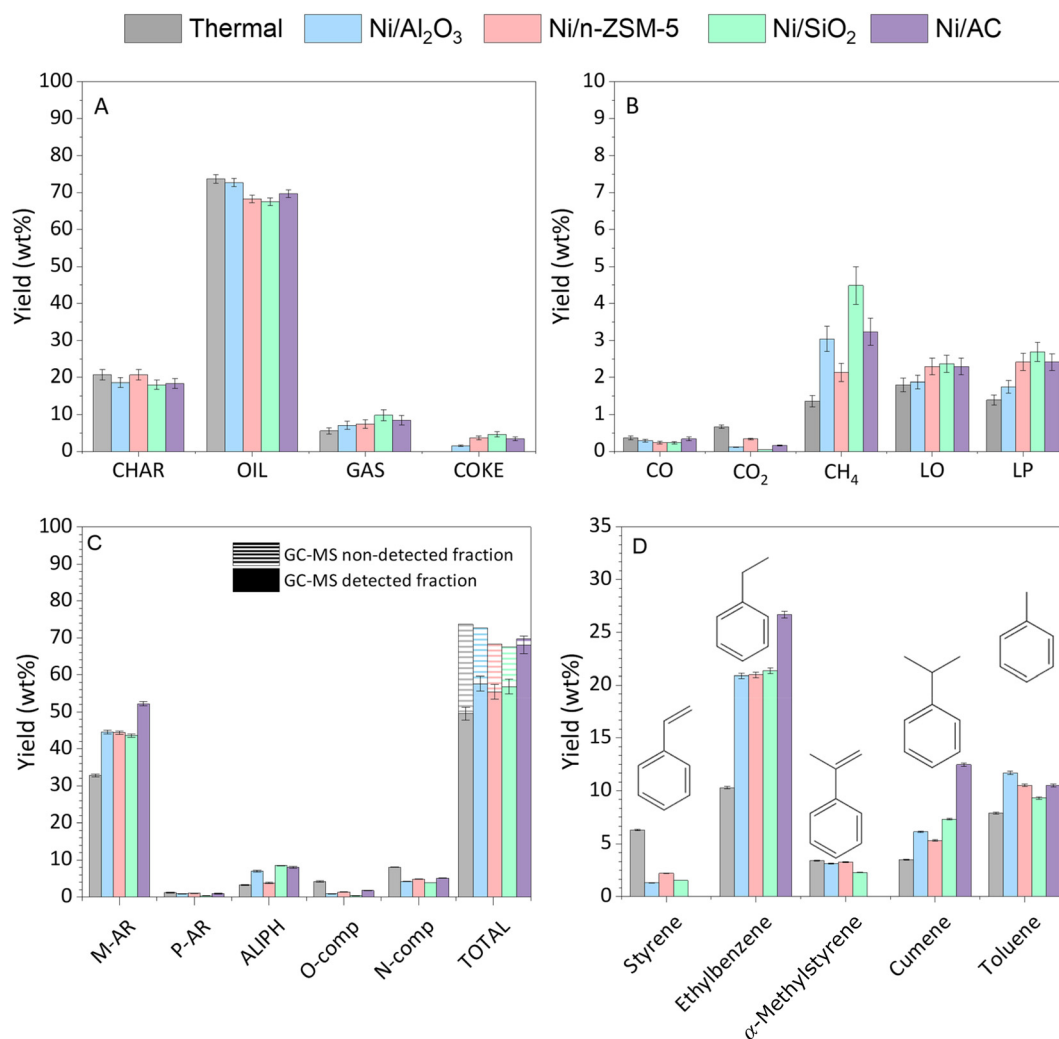 Thermal Ni/Al₂O₃ Ni/n-ZSM-5 Ni/SiO₂ Ni/AC
A
Yield (wt%)
100
90
80
70
60
50
40
30
20
10
0
CHAR OIL GAS COKE
B
Yield (wt%)
10
9
8
7
6
5
4
3
2
1
0
CO CO₂ CH₄ LO LP
C
GC-MS non-detected fraction
GC-MS detected fraction
Yield (wt%)
100
90
80
70
60
50
40
30
20
10
0
M-AR P-AR ALIPH O-comp N-comp TOTAL
D
Yield (wt%)
35
30
25
20
15
10
5
0
Styrene Ethylbenzene α-Methylstyrene Cumene Toluene